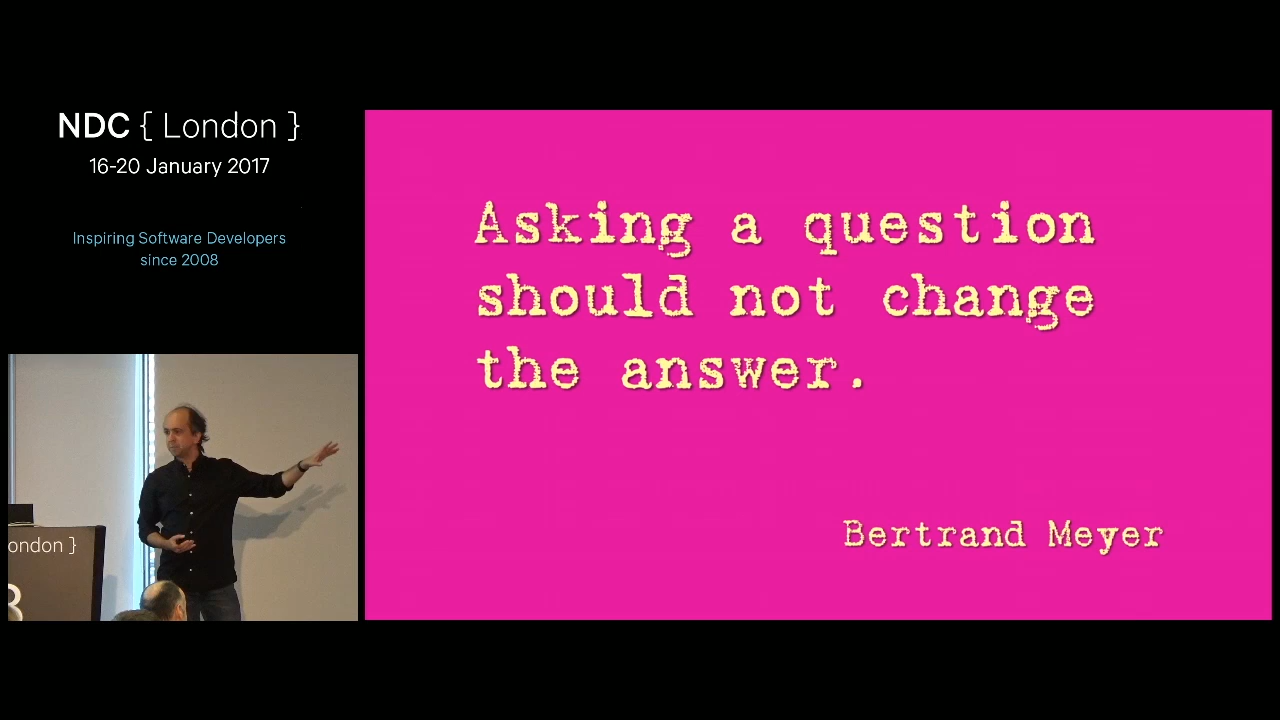 NDC { London }
16-20 January 2017
Inspiring Software Developers
since 2008
Asking a question
should not change
the answer.
Bertrand Meyer
ondon }